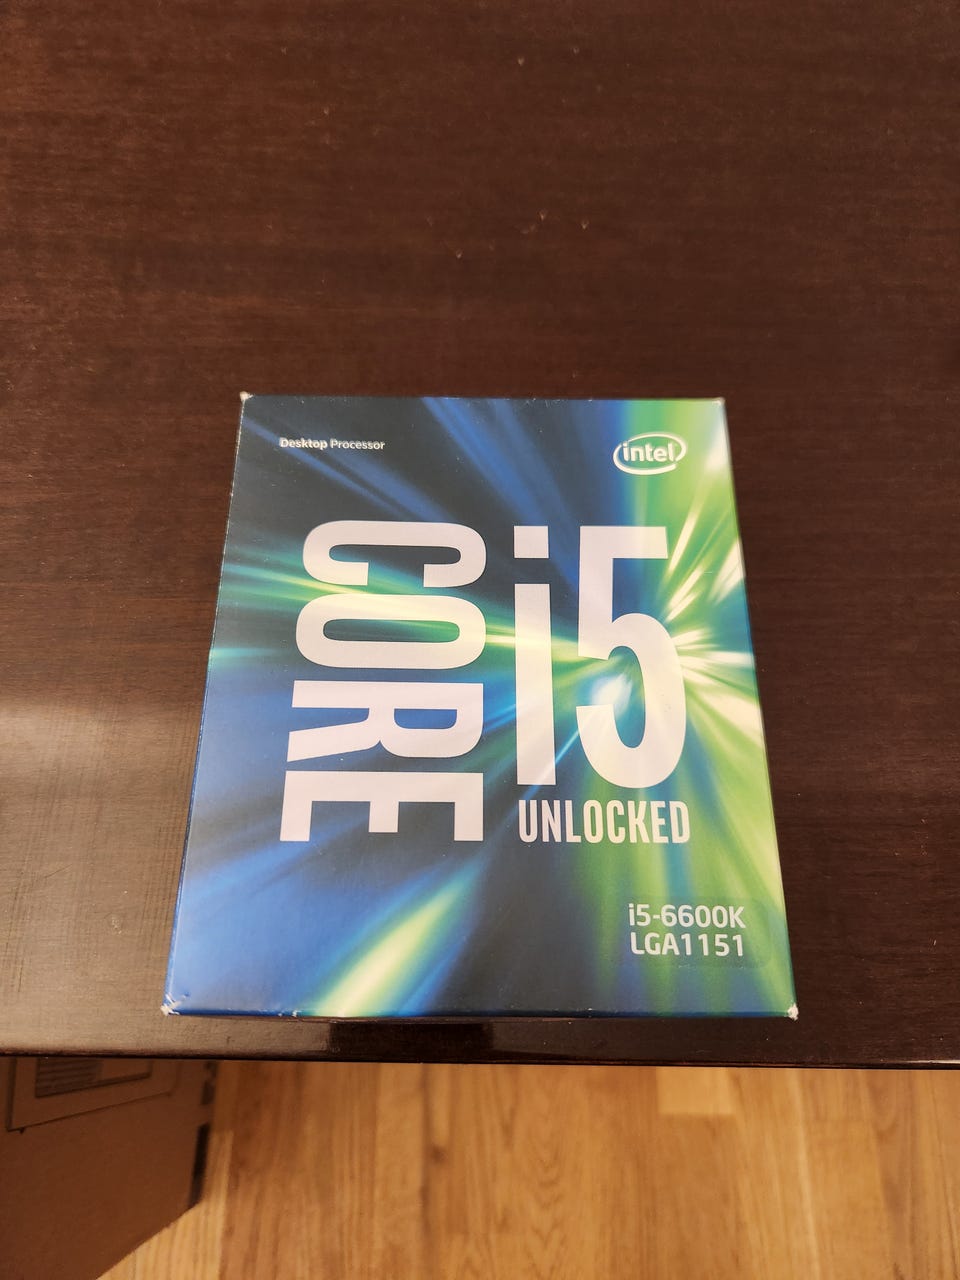 Desktop Processor
intel
CORE
i5
UNLOCKED
i5-6600K
LGA1151